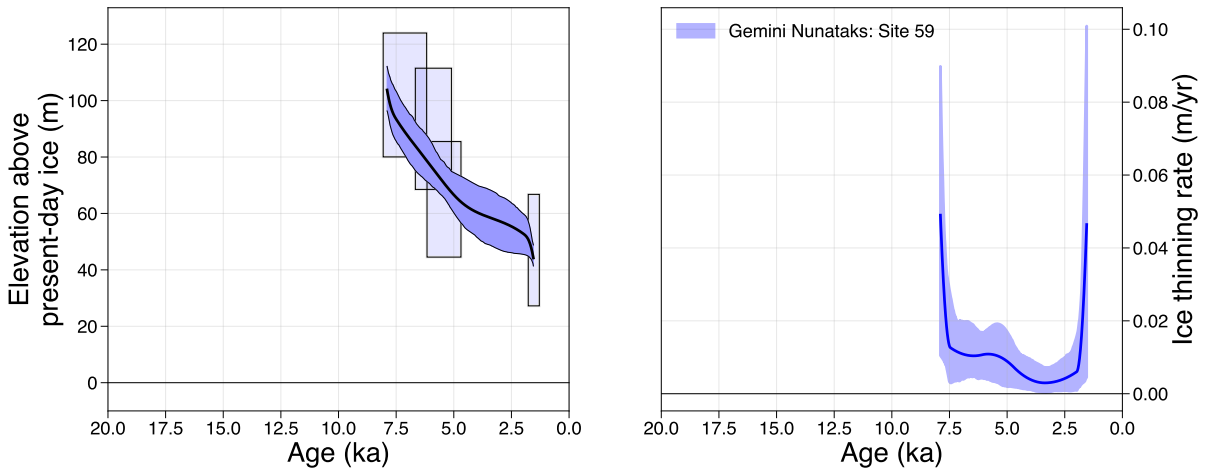 Elevation above
present-day ice (m)
120
100
80
60
40
20
0
20.0 17.5 15.0 12.5 10.0 7.5 5.0 2.5 0.0
Age (ka)
Gemini Nunataks: Site 59
0.10
0.08
0.06
0.04
0.02
0.00
Ice thinning rate (m/yr)
20.0 17.5 15.0 12.5 10.0 7.5 5.0 2.5 0.0
Age (ka)